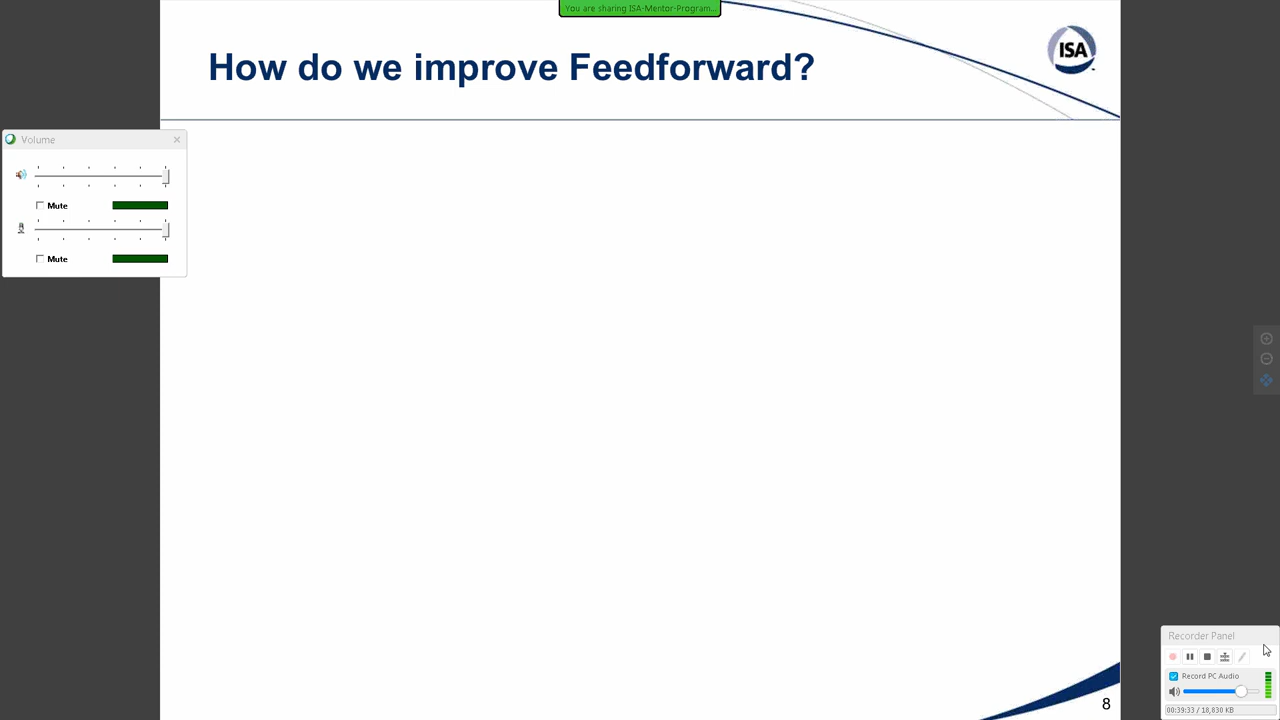 You are sharing ISA-Mentor-Program...
How do we improve Feedforward?
ISA
Volume
Mute
Mute
8
Recorder Panel
Record PC Audio
00:39:33 / 18,830 KB